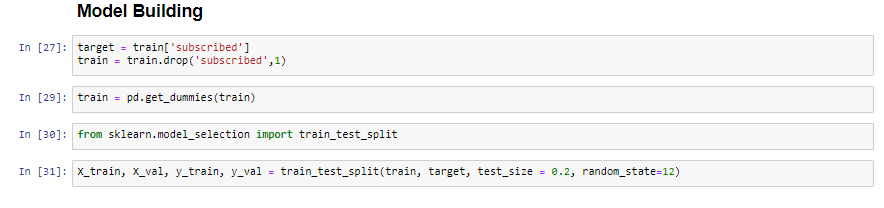 Model Building
In [27]: target = train['subscribed']
train = train.drop('subscribed',1)
In [29]: train = pd.get_dummies(train)
In [30]: from sklearn.model_selection import train_test_split
In [31]: X_train, X_val, y_train, y_val = train_test_split(train, target, test_size = 0.2, random_state=12)